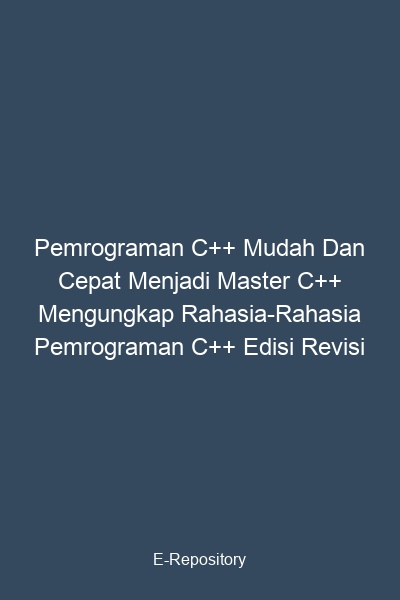 Pemrograman C++ Mudah Dan
Cepat Menjadi Master C++
Mengungkap Rahasia-Rahasia
Pemrograman C++ Edisi Revisi
E-Repository